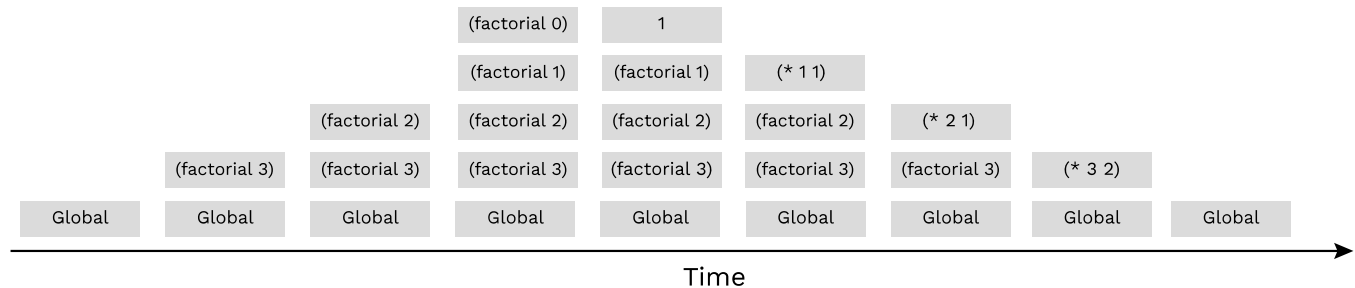 (factorial 0) 1
(factorial 1) (factorial 1) (* 1 1)
(factorial 2) (factorial 2) (factorial 2) (factorial 2) (* 2 1)
(factorial 3) (factorial 3) (factorial 3) (factorial 3) (factorial 3) (factorial 3) (* 3 2)
Global Global Global Global Global Global Global Global Global
Time